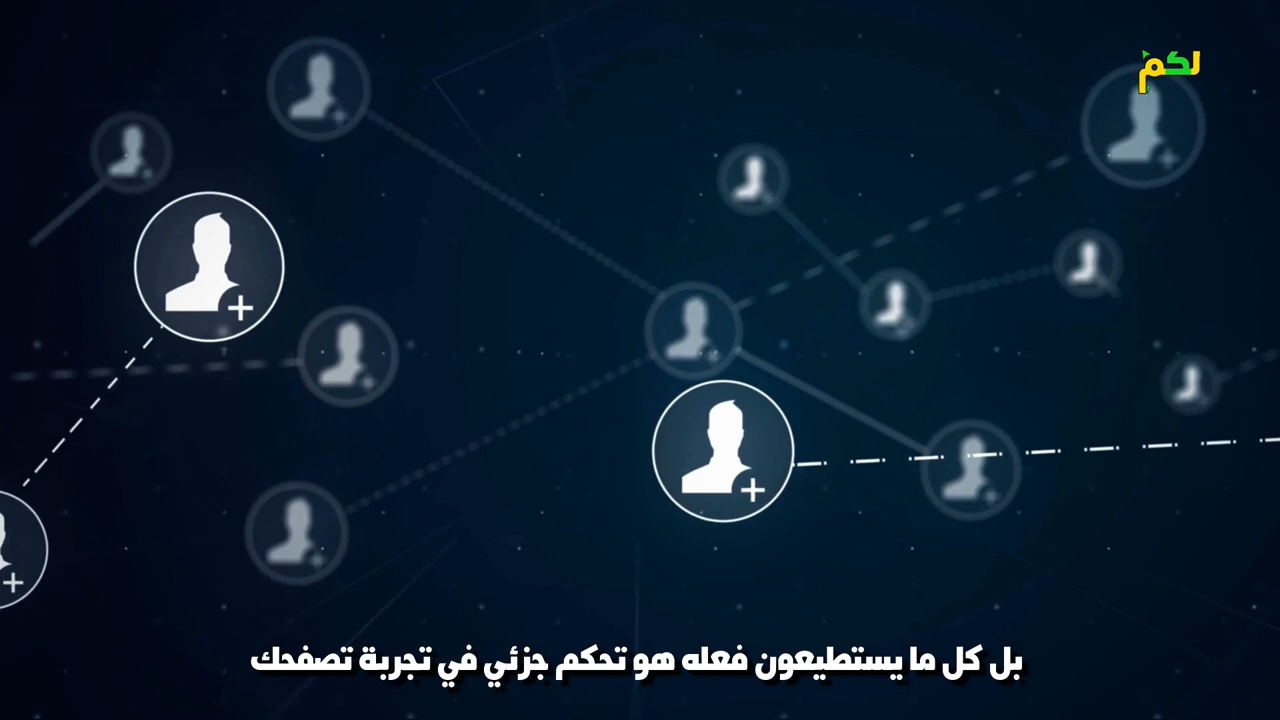 لكم
بل كل ما يستطيعون فعله هو تحكم جزئي في تجربة تصفحك